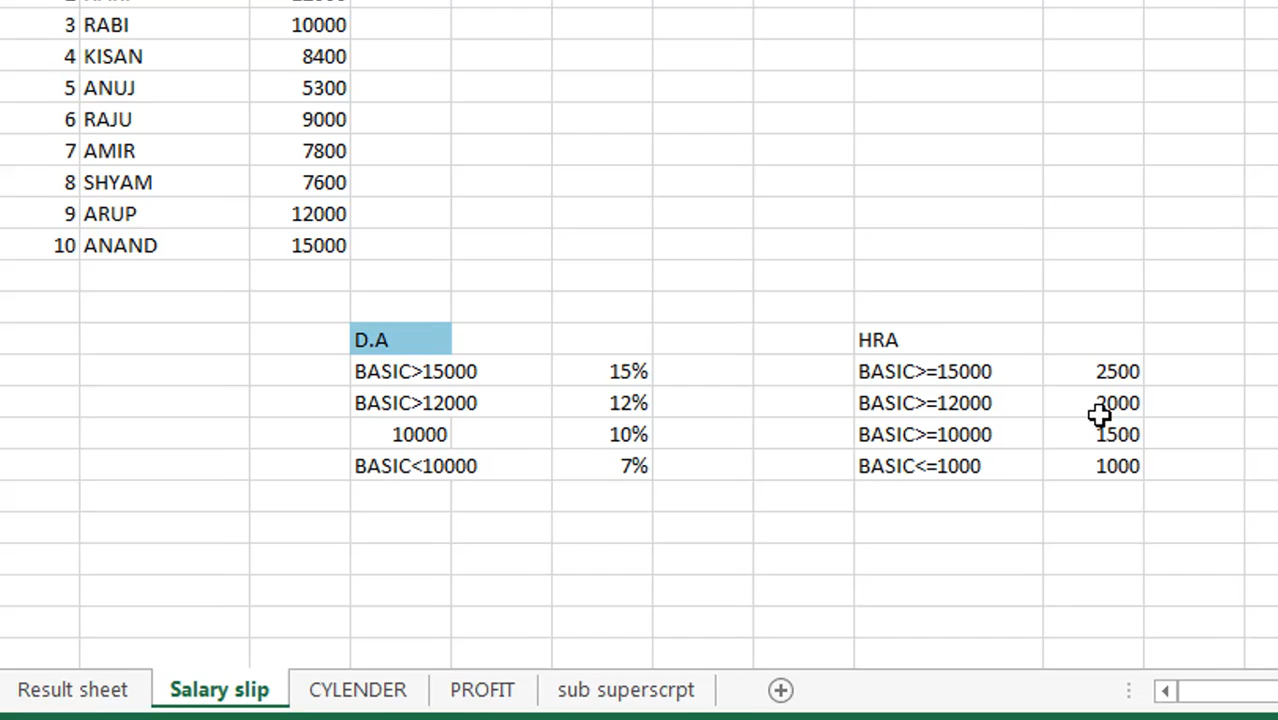 3 RABI 10000
4 KISAN 8400
5 ANUJ 5300
6 RAJU 9000
7 AMIR 7800
8 SHYAM 7600
9 ARUP 12000
10 ANAND 15000
D.A HRA
BASIC>15000 15% BASIC>=15000 2500
BASIC>12000 12% BASIC>=12000 2000
10000 10% BASIC>=10000 1500
BASIC<10000 7% BASIC<=1000 1000
Result sheet Salary slip CYLENDER PROFIT sub superscrpt